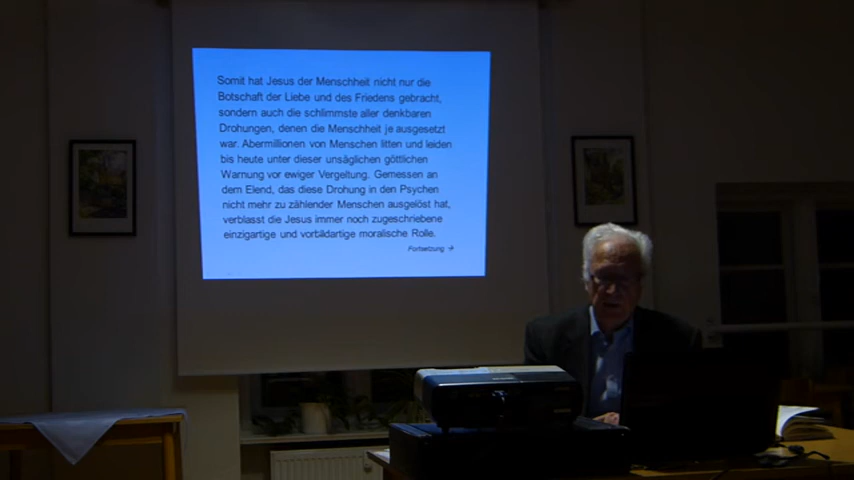 Somit hat Jesus der Menschheit nicht nur die
Botschaft der Liebe und des Friedens gebracht,
sondern auch die schlimmste aller denkbaren
Drohungen, denen die Menschheit je ausgesetzt
war. Abermillionen von Menschen litten und leiden
bis heute unter dieser unsäglichen göttlichen
Warnung vor ewiger Vergeltung. Gemessen an
dem Elend, das diese Drohung in den Psychen
nicht mehr zu zählender Menschen ausgelöst hat,
verblasst die Jesus immer noch zugeschriebene
einzigartige und vorbildartige moralische Rolle.
Fortsetzung →